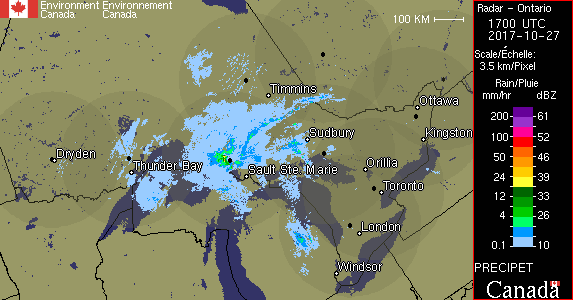 Environment Environnement
Canada Canada
100 KM
Timmins
Ottawa
Sudbury
Kingston
Dryden
Thunder Bay
Sault Ste. Marie
Orillia
Toronto
London
Windsor
Radar - Ontario
1700 UTC
2017-10-27
Scale/Échelle:
3.5 km/Pixel
Rain/Pluie
mm/hr dBZ
200 61
100 52
50 46
24 39
12 33
4 26
0.1 10
PRECIPET
Canada